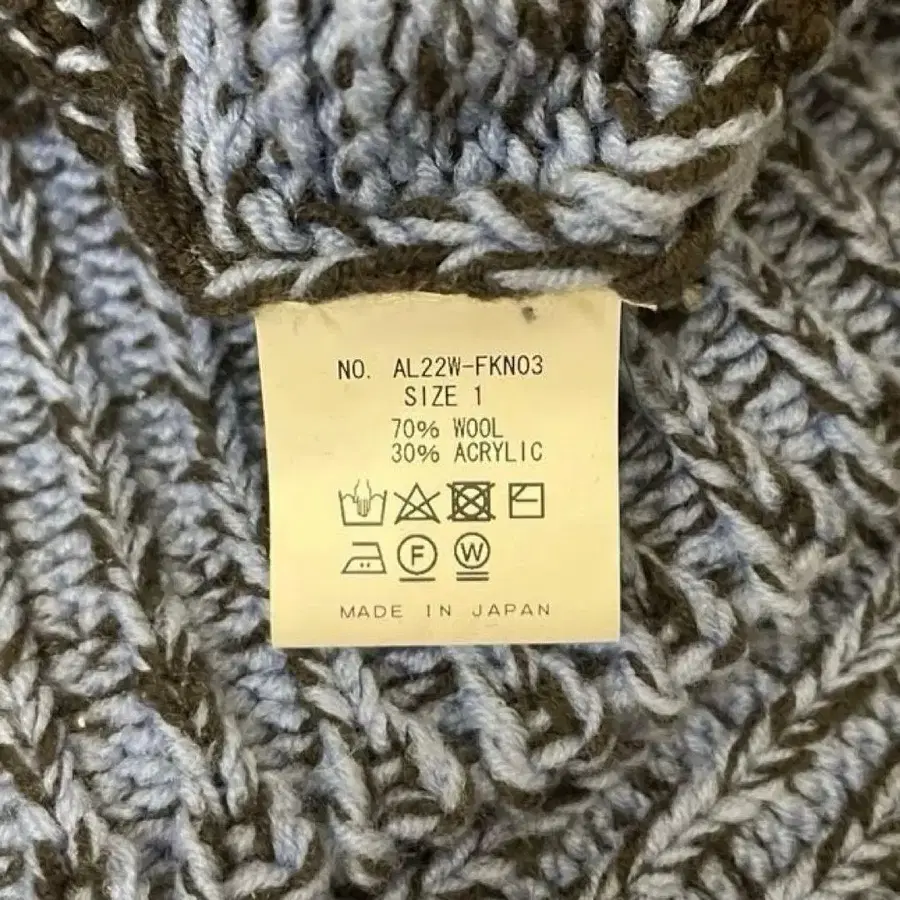 NO. AL22W-FKN03
SIZE 1
70% WOOL
30% ACRYLIC
F W
MADE IN JAPAN